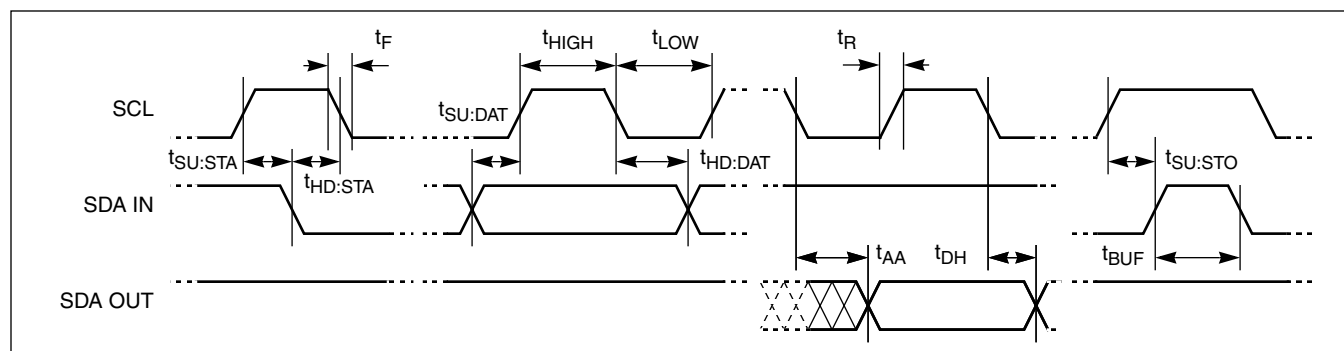 tF
tHIGH
tLOW
tR
SCL
tSU:DAT
tSU:STA
tHD:STA
tHD:DAT
tSU:STO
SDA IN
tAA
tDH
tBUF
SDA OUT